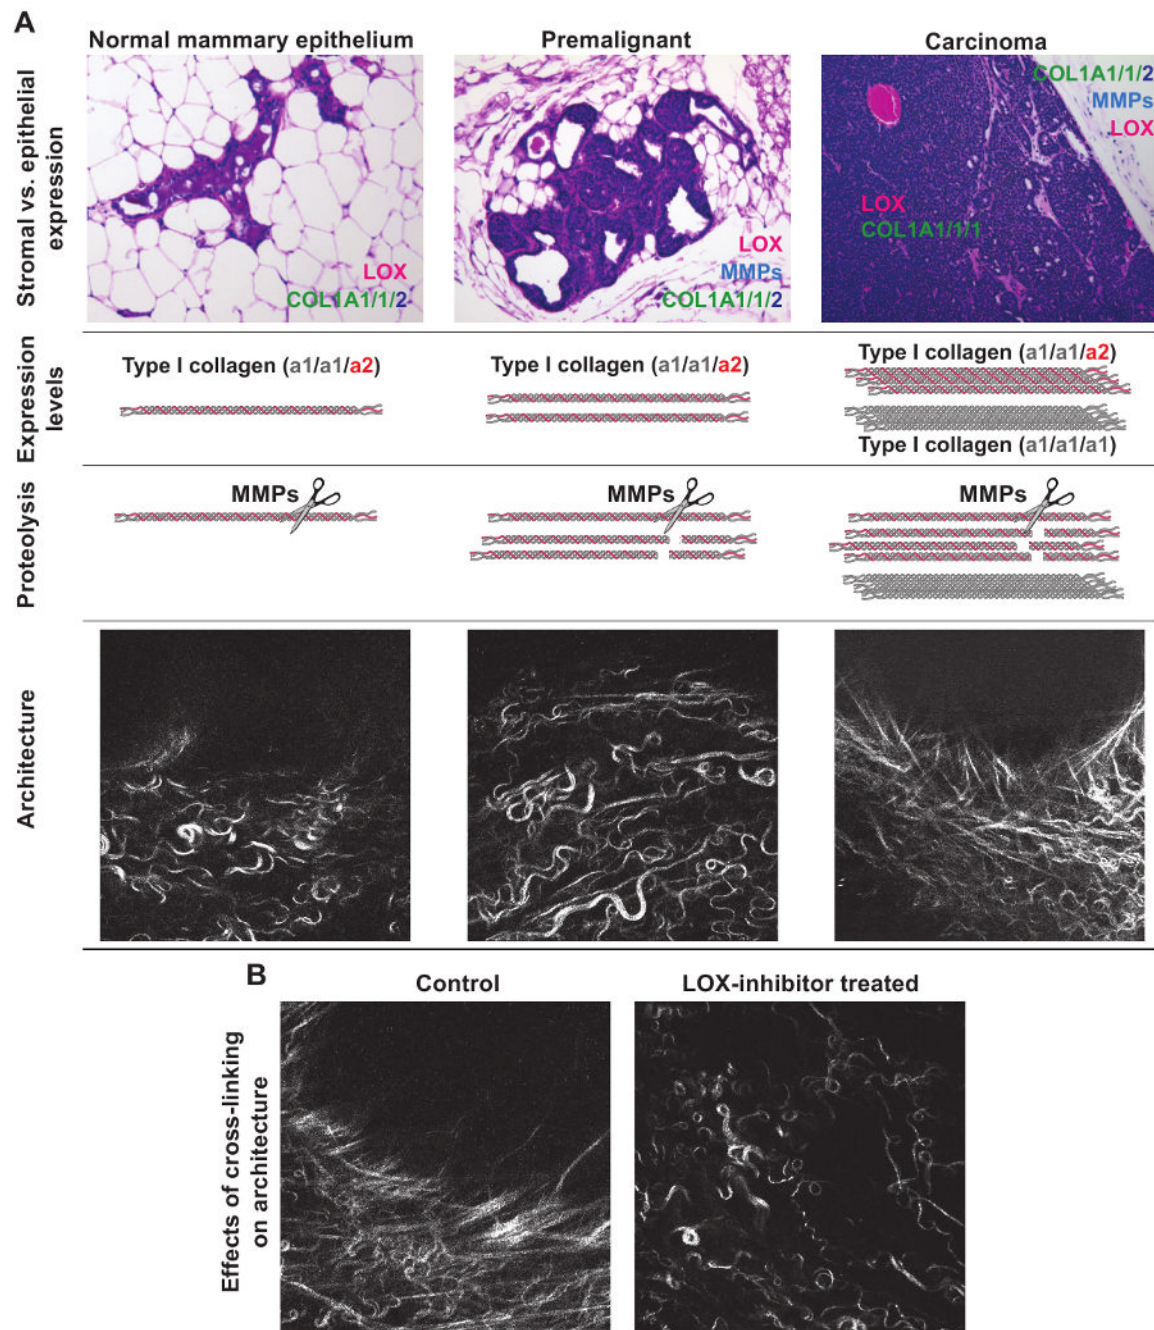 A
Normal mammary epithelium
Premalignant
Carcinoma
Stromal vs. epithelial
expression
LOX
COL1A1/1/2
LOX
MMPs
COL1A1/1/2
COL1A1/1/2
MMPs
LOX
LOX
COL1A1/1/1
Expression
levels
Type I collagen (a1/a1/a2)
Type I collagen (a1/a1/a2)
Type I collagen (a1/a1/a2)
Type I collagen (a1/a1/a1)
Proteolysis
MMPs
MMPs
MMPs
Architecture
B
Control
LOX-inhibitor treated
Effects of cross-linking
on architecture